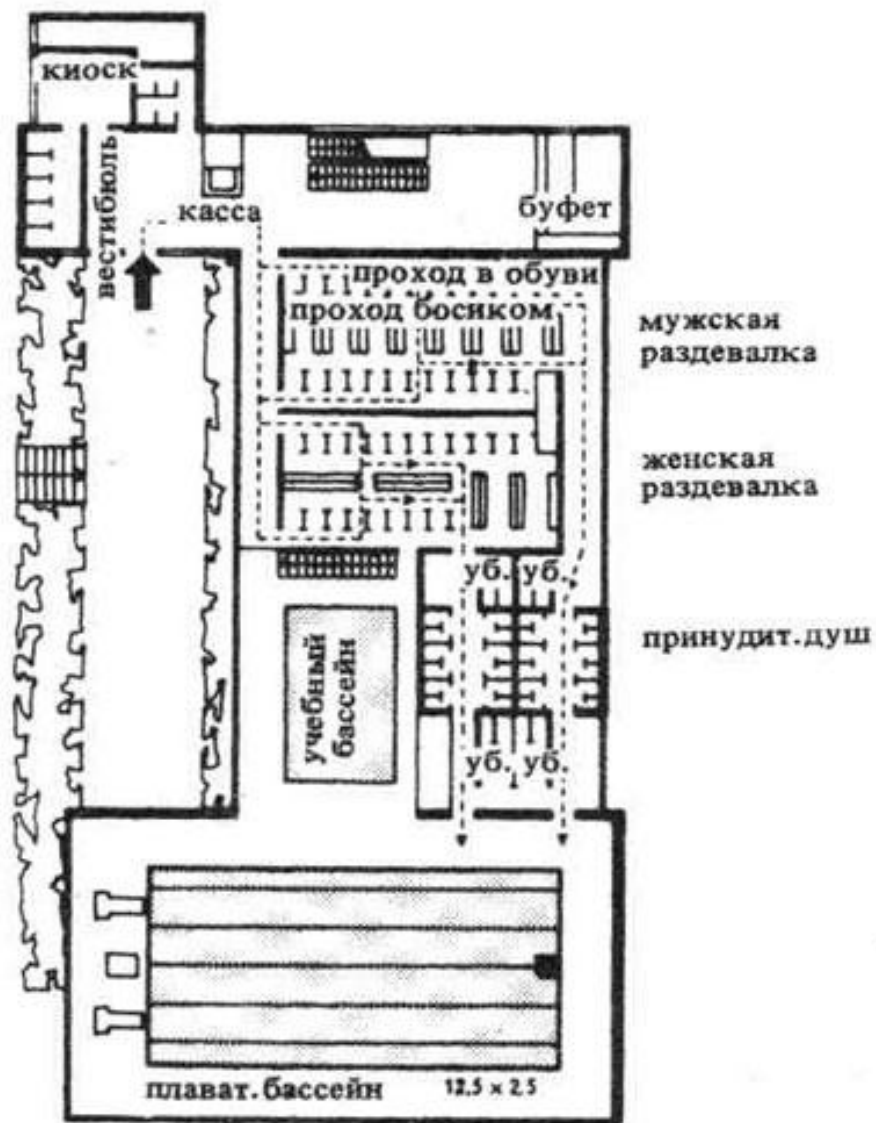 киоск
вестибюль
касса
буфет
проход в обуви
проход босиком
мужская
раздевалка
женская
раздевалка
уб. уб.
принудит.душ
учебный
бассейн
уб. уб.
плават.бассейн 12,5 × 25